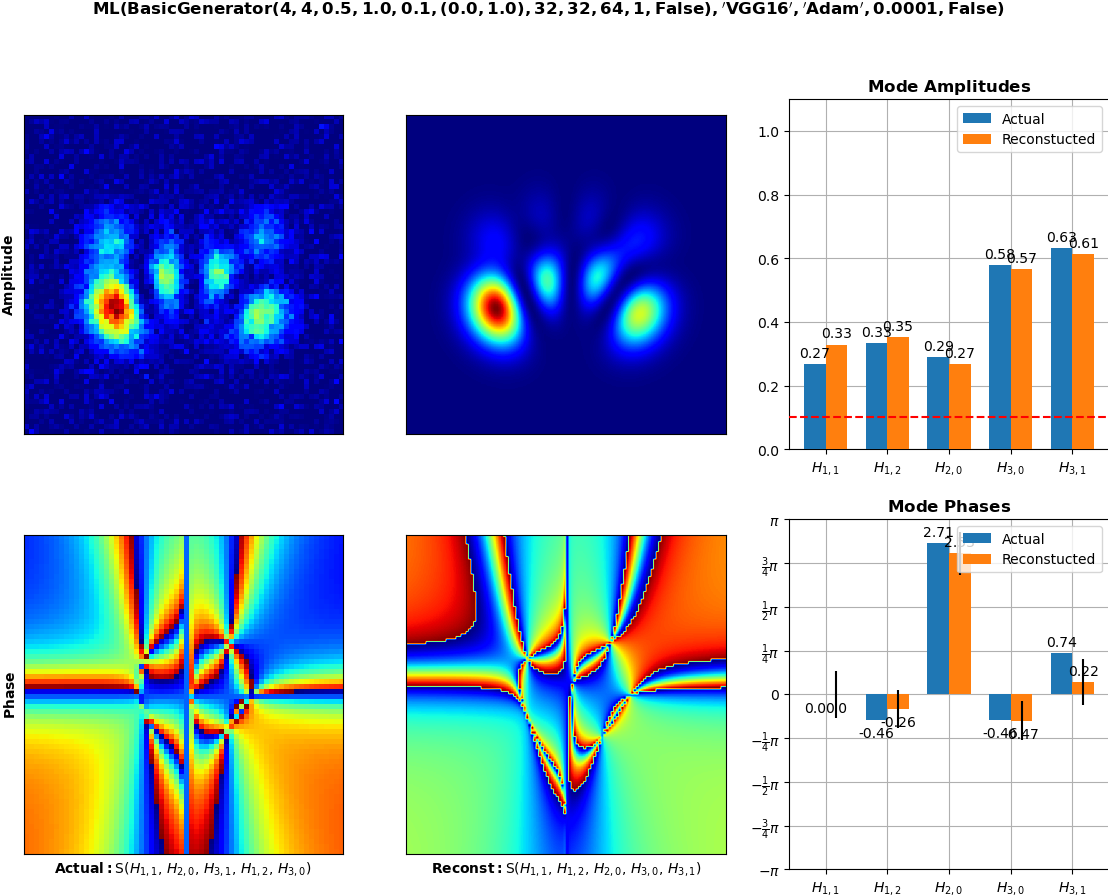 ML(BasicGenerator(4, 4, 0.5, 1.0, 0.1, (0.0, 1.0), 32, 32, 64, 1, False), ′VGG16′, ′Adam′, 0.0001, False)
Amplitude
Mode Amplitudes
Actual
Reconstucted
1.0
0.8
0.6
0.4
0.2
0.0
0.27
0.33
0.33
0.35
0.29
0.27
0.58
0.57
0.63
0.61
H1,1
H1,2
H2,0
H3,0
H3,1
Phase
Actual: S(H1,1, H2,0, H3,1, H1,2, H3,0)
Reconst: S(H1,1, H1,2, H2,0, H3,0, H3,1)
Mode Phases
Actual
Reconstucted
π
3/4π
1/2π
1/4π
0
−1/4π
−1/2π
−3/4π
−π
-0.46
-0.26
2.71
-0.47
0.74
0.22
H1,1
H1,2
H2,0
H3,0
H3,1